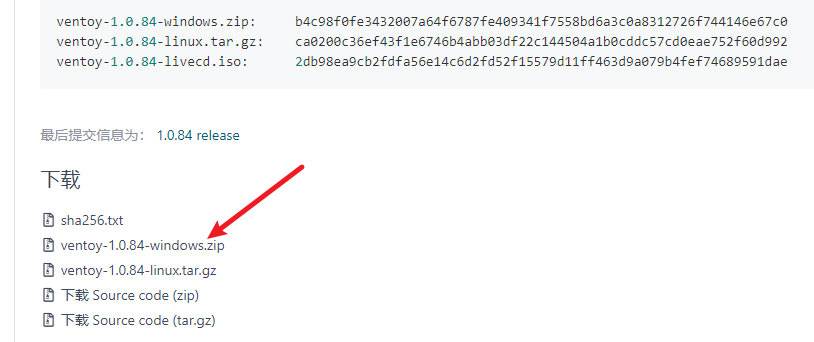 ventoy-1.0.84-windows.zip: b4c98f0fe3432007a64f6787fe409341f7558bd6a3c0a8312726f744146e67c0
ventoy-1.0.84-linux.tar.gz: ca0200c36ef43f1e6746b4abb03df22c144504a1b0cddc57cd0eae752f60d992
ventoy-1.0.84-livecd.iso: 2db98ea9cb2fdfa56e14c6d2fd52f15579d11ff463d9a079b4fef74689591dae
最后提交信息为： 1.0.84 release
下载
sha256.txt
ventoy-1.0.84-windows.zip
ventoy-1.0.84-linux.tar.gz
下载 Source code (zip)
下载 Source code (tar.gz)